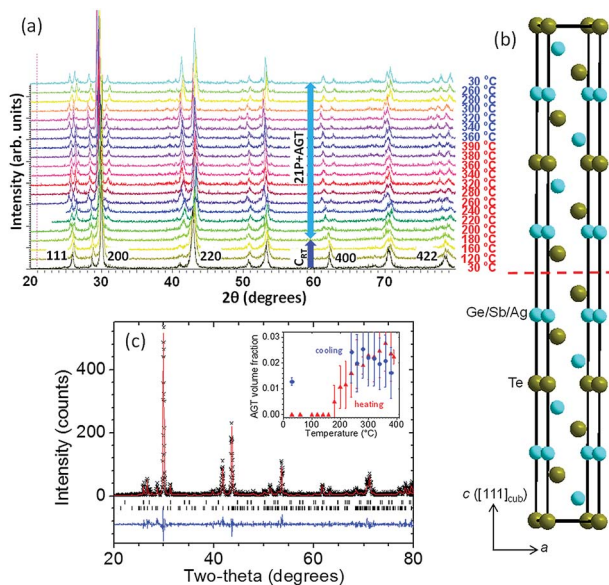 (a)
Intensity (arb. units)
30 °C
260 °C
280 °C
300 °C
320 °C
340 °C
360 °C
390 °C
360 °C
340 °C
320 °C
280 °C
260 °C
240 °C
220 °C
200 °C
180 °C
160 °C
120 °C
30 °C
21P+AGT
CRT
111
200
220
400
422
20
30
40
50
60
70
2θ (degrees)
(b)
Ge/Sb/Ag
Te
c ([111]cub)
a
(c)
Intensity (counts)
0
200
400
20
40
60
80
Two-theta (degrees)
AGT volume fraction
0.00
0.01
0.02
0.03
cooling
heating
0
100
200
300
400
Temperature (°C)